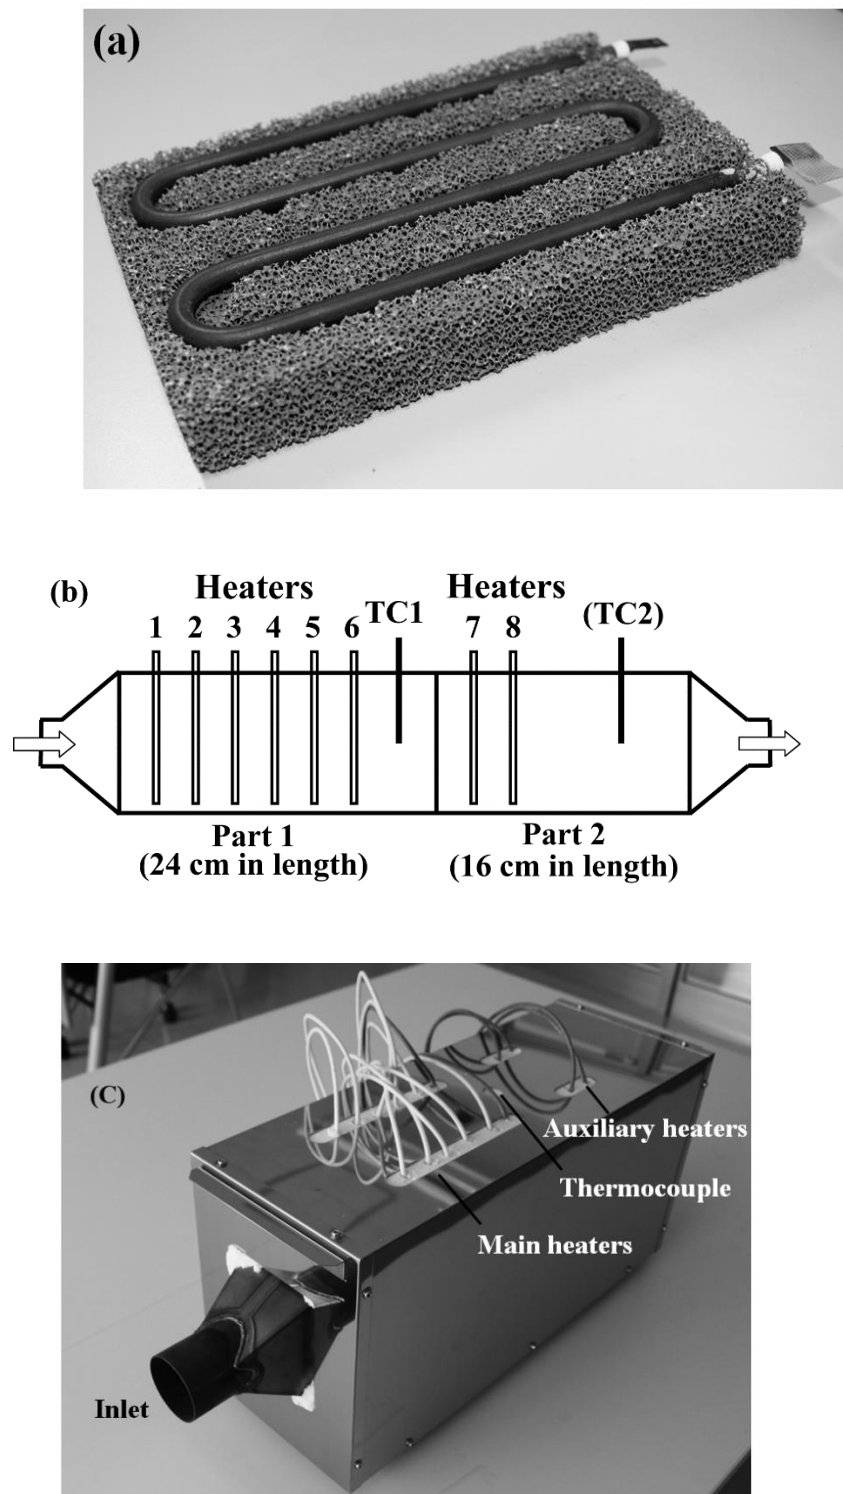 (a)
(b)
Heaters
Heaters
1 2 3 4 5 6 TC1
7 8 (TC2)
Part 1
(24 cm in length)
Part 2
(16 cm in length)
(C)
Auxiliary heaters
Thermocouple
Main heaters
Inlet